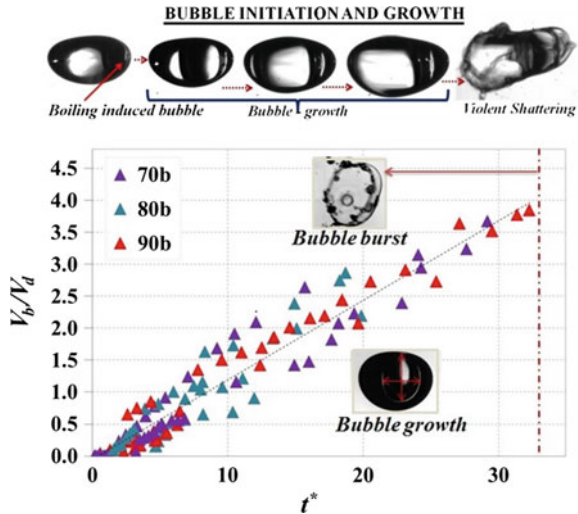 BUBBLE INITIATION AND GROWTH
Boiling induced bubble
Bubble growth
Violent Shattering
4.5
4.0
3.5
3.0
2.5
2.0
1.5
1.0
0.5
0.0
V_b/V_d
70b
80b
90b
Bubble burst
Bubble growth
0
10
20
30
t*